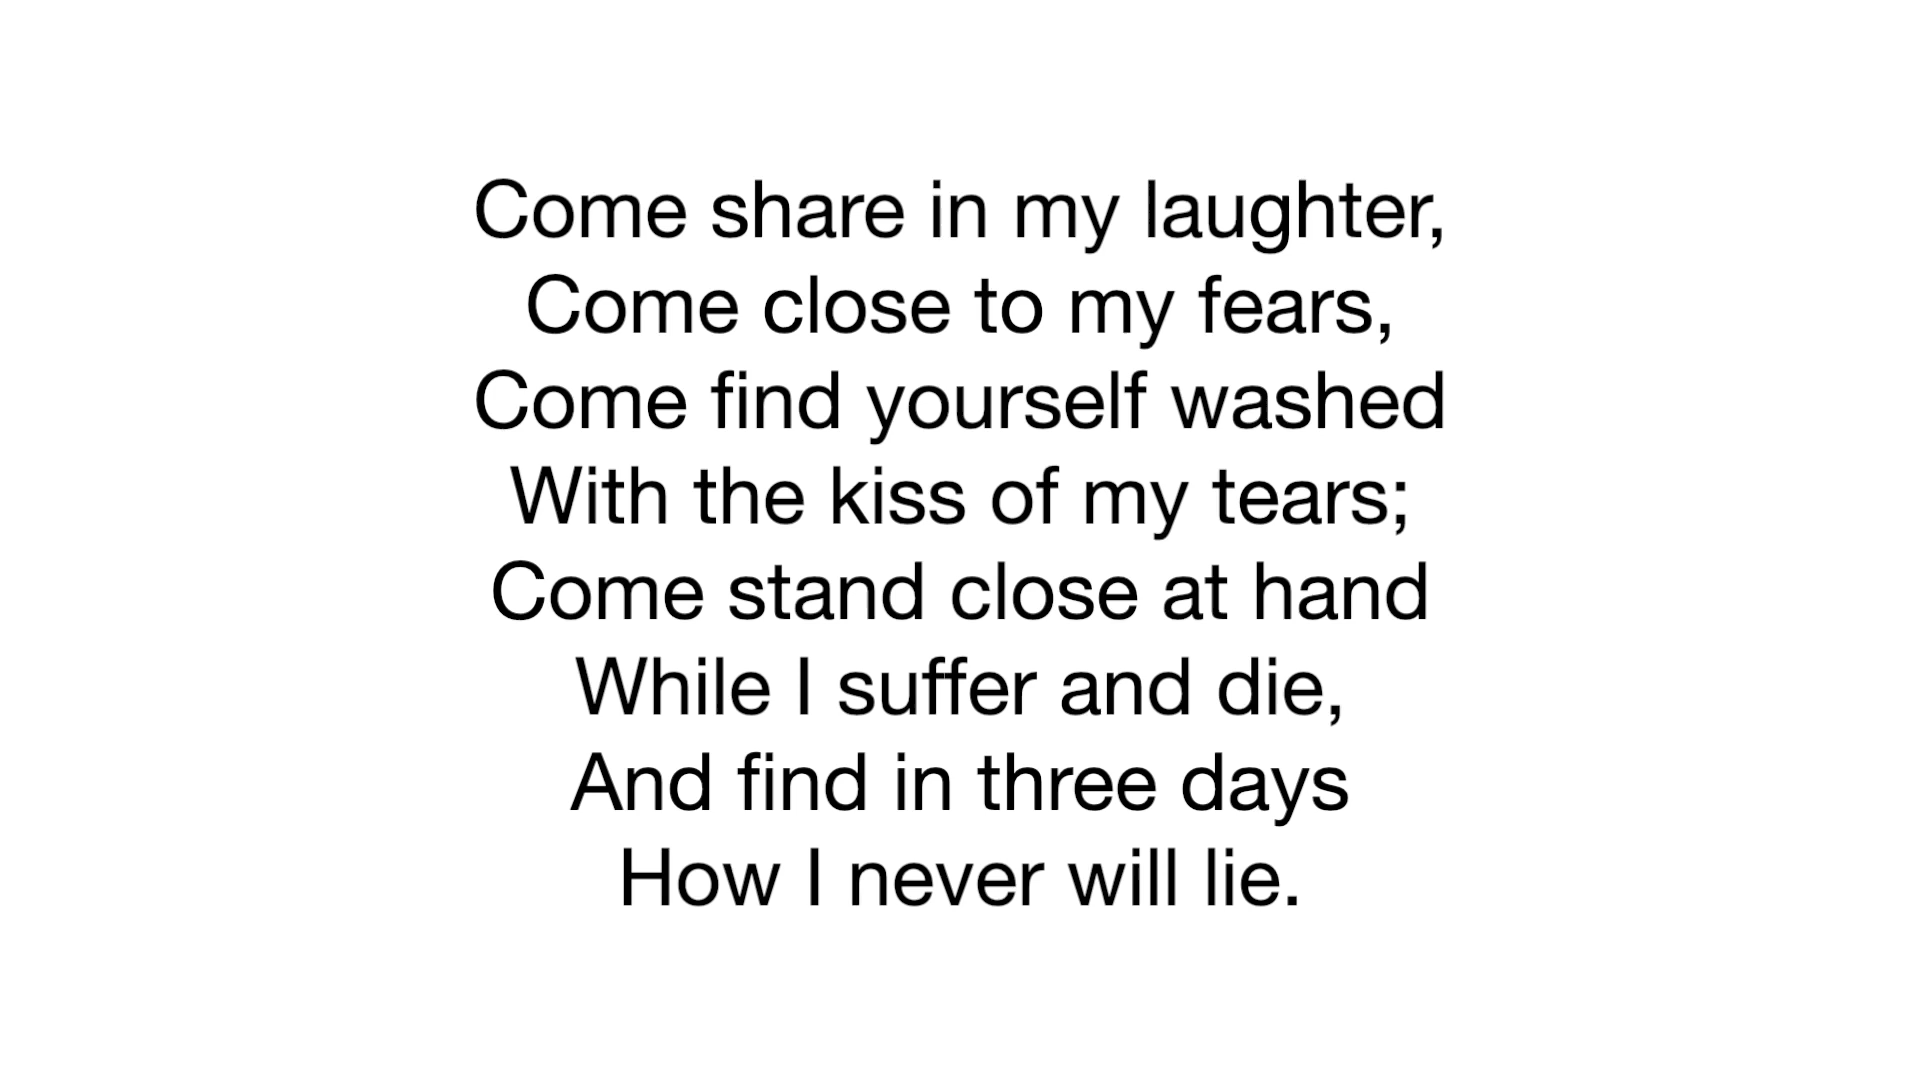 Come share in my laughter,
Come close to my fears,
Come find yourself washed
With the kiss of my tears;
Come stand close at hand
While I suffer and die,
And find in three days
How I never will lie.